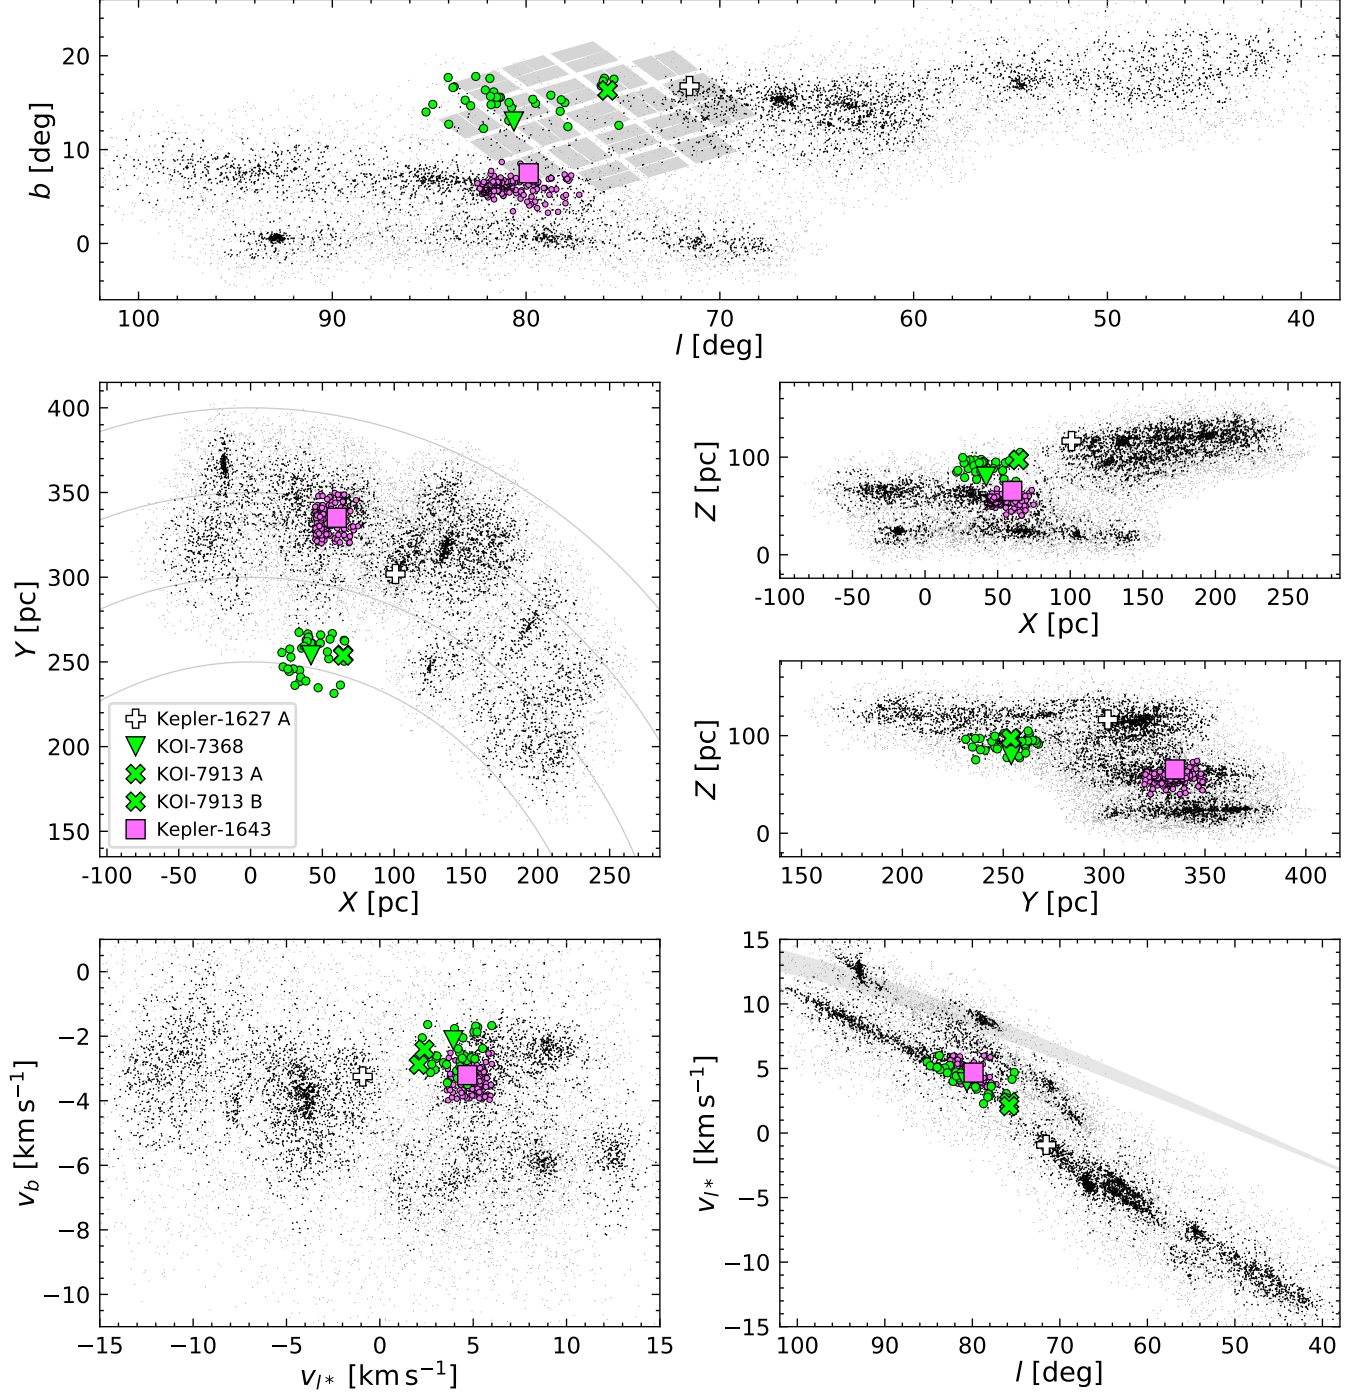 20
10
0
b [deg]
100 90 80 70 60 50 40
l [deg]
400
350
300
250
200
150
Y [pc]
Kepler-1627 A
KOI-7368
KOI-7913 A
KOI-7913 B
Kepler-1643
-100 -50 0 50 100 150 200 250
X [pc]
100
0
Z [pc]
-100 -50 0 50 100 150 200 250
X [pc]
100
0
Z [pc]
150 200 250 300 350 400
Y [pc]
0
−2
−4
−6
−8
−10
v_b [km s⁻¹]
−15 −10 −5 0 5 10 15
v_l* [km s⁻¹]
15
10
5
0
−5
−10
−15
v_l* [km s⁻¹]
100 90 80 70 60 50 40
l [deg]